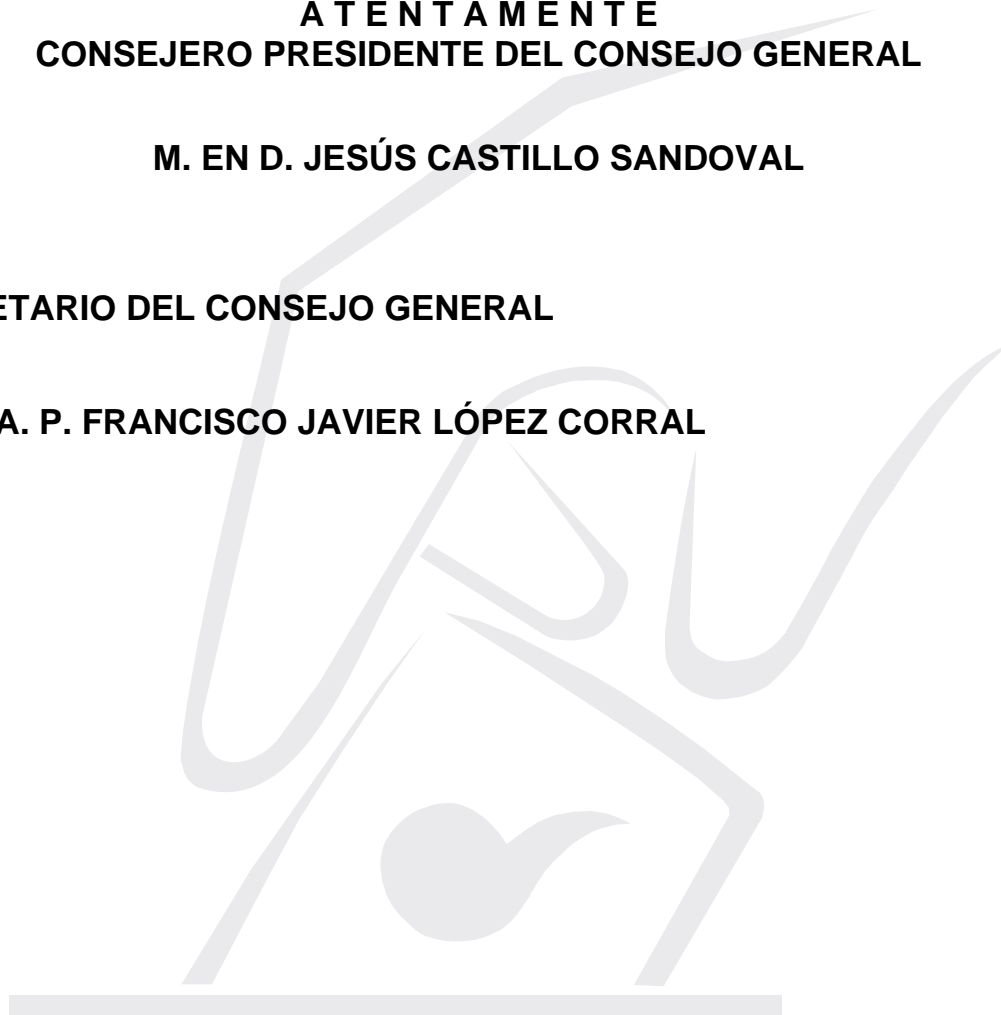 A T E N T A M E N T E
CONSEJERO PRESIDENTE DEL CONSEJO GENERAL
M. EN D. JESÚS CASTILLO SANDOVAL
ETARIO DEL CONSEJO GENERAL
A. P. FRANCISCO JAVIER LÓPEZ CORRAL